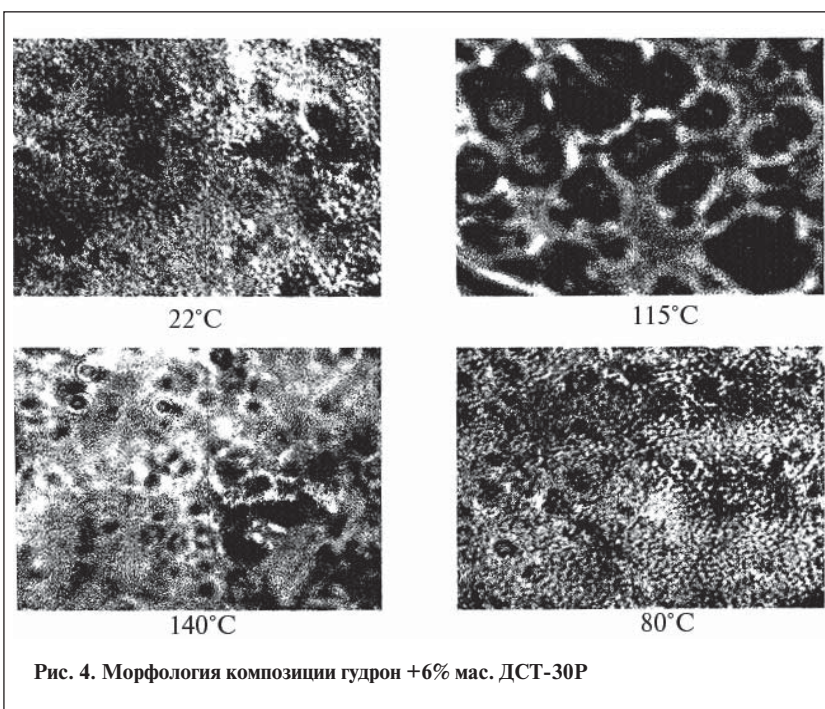 22°C
115°C
140°C
80°C
Рис. 4. Морфология композиции гудрон +6% мас. ДСТ-30Р